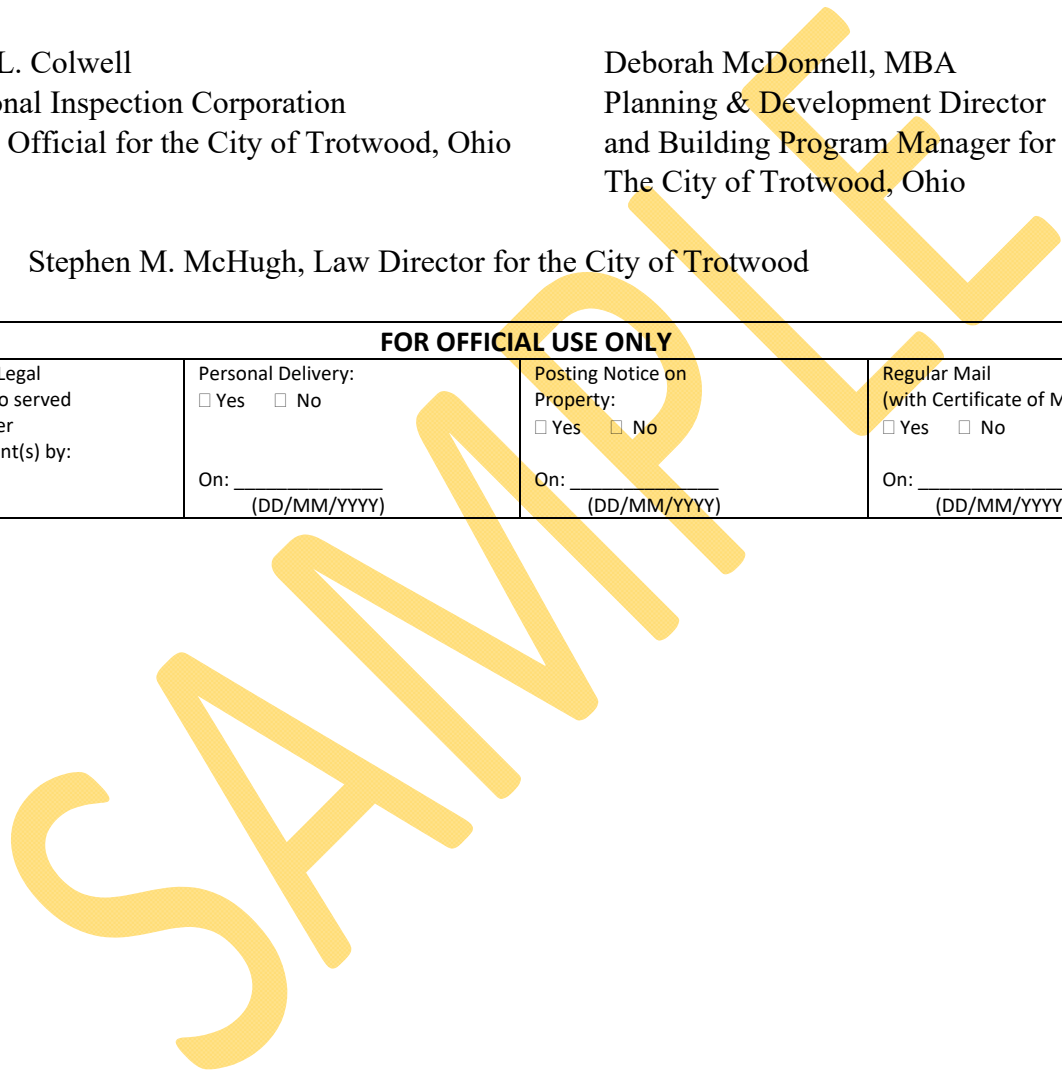 L. Colwell
onal Inspection Corporation
Official for the City of Trotwood, Ohio
Deborah McDonnell, MBA
Planning & Development Director
and Building Program Manager for
The City of Trotwood, Ohio
Stephen M. McHugh, Law Director for the City of Trotwood
FOR OFFICIAL USE ONLY
Legal
o served
er
nt(s) by:
Personal Delivery:
□ Yes □ No
On: ______________
(DD/MM/YYYY)
Posting Notice on
Property:
□ Yes □ No
On: ______________
(DD/MM/YYYY)
Regular Mail
(with Certificate of M
□ Yes □ No
On: ______________
(DD/MM/YYYY
SAMPLE